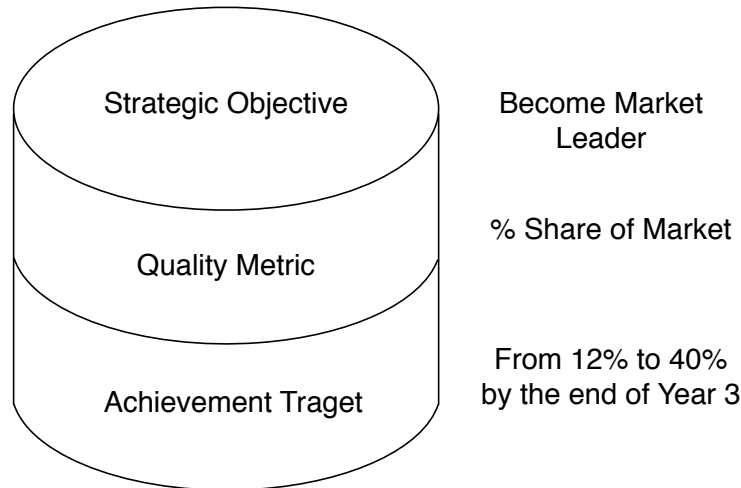 Strategic Objective
Become Market
Leader
% Share of Market
Quality Metric
From 12% to 40%
by the end of Year 3
Achievement Traget